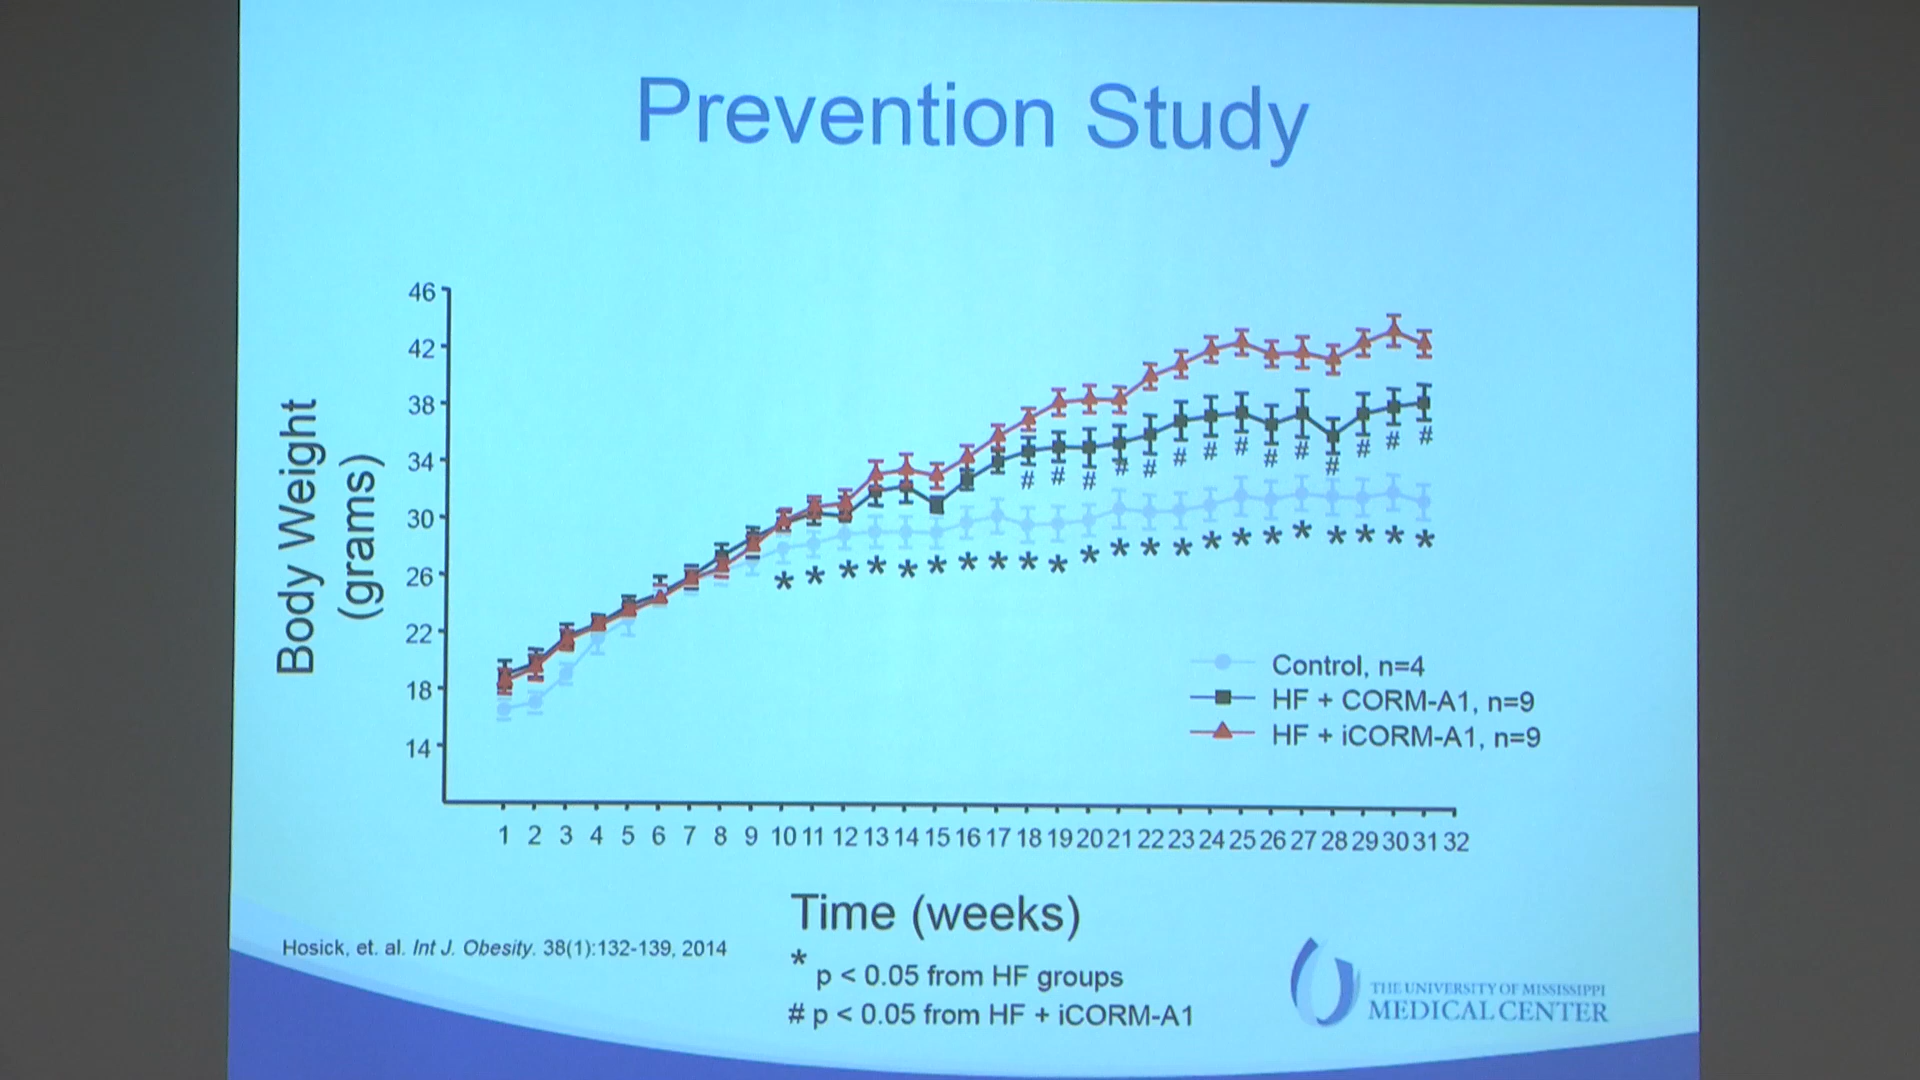 Prevention Study
46
42
38
34
30
26
22
18
14
Body Weight
(grams)
# # # # # # # # # # # # # #
* * * * * * * * * * * * * * * * * * * * * *
Control, n=4
HF + CORM-A1, n=9
HF + iCORM-A1, n=9
1 2 3 4 5 6 7 8 9 10 11 12 13 14 15 16 17 18 19 20 21 22 23 24 25 26 27 28 29 30 31 32
Time (weeks)
Hosick, et. al. Int J. Obesity. 38(1):132-139, 2014
* p < 0.05 from HF groups
# p < 0.05 from HF + iCORM-A1
THE UNIVERSITY OF MISSISSIPPI
MEDICAL CENTER